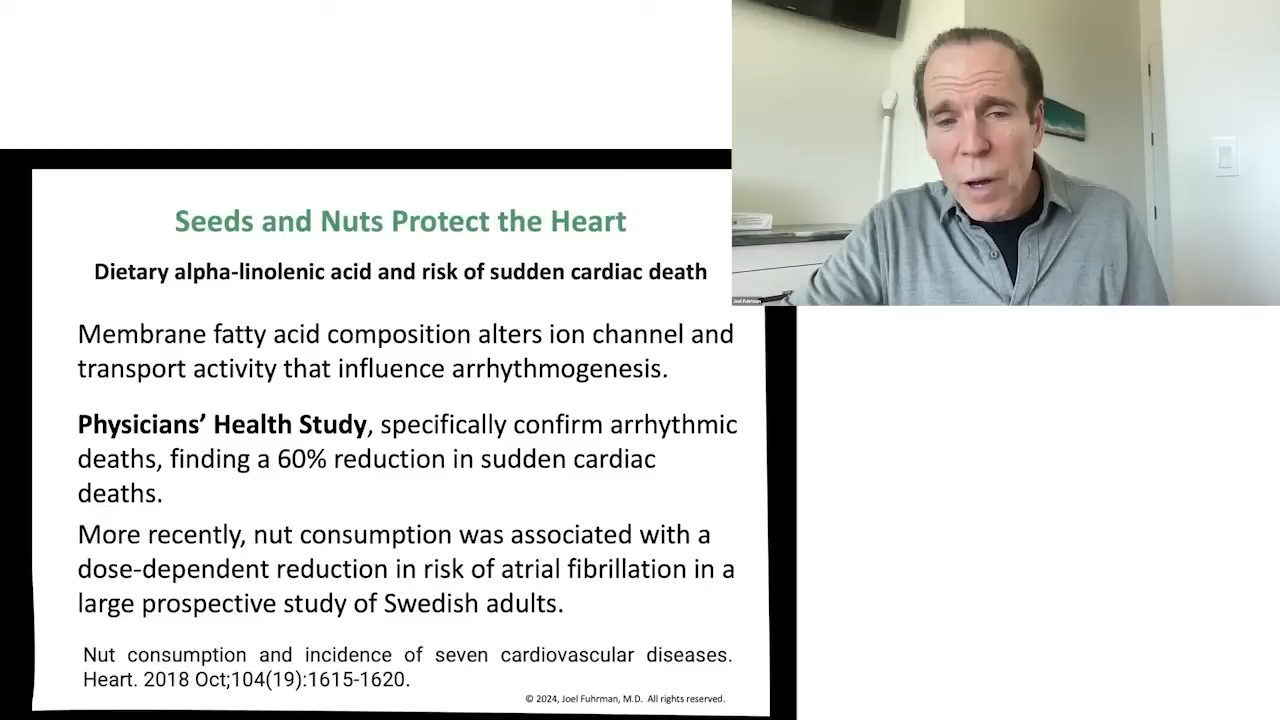 Seeds and Nuts Protect the Heart
Dietary alpha-linolenic acid and risk of sudden cardiac death
Membrane fatty acid composition alters ion channel and
transport activity that influence arrhythmogenesis.
Physicians' Health Study, specifically confirm arrhythmic
deaths, finding a 60% reduction in sudden cardiac
deaths.
More recently, nut consumption was associated with a
dose-dependent reduction in risk of atrial fibrillation in a
large prospective study of Swedish adults.
Nut consumption and incidence of seven cardiovascular diseases.
Heart. 2018 Oct;104(19):1615-1620.
© 2024, Joel Fuhrman, M.D. All rights reserved.
Joel Fuhrman